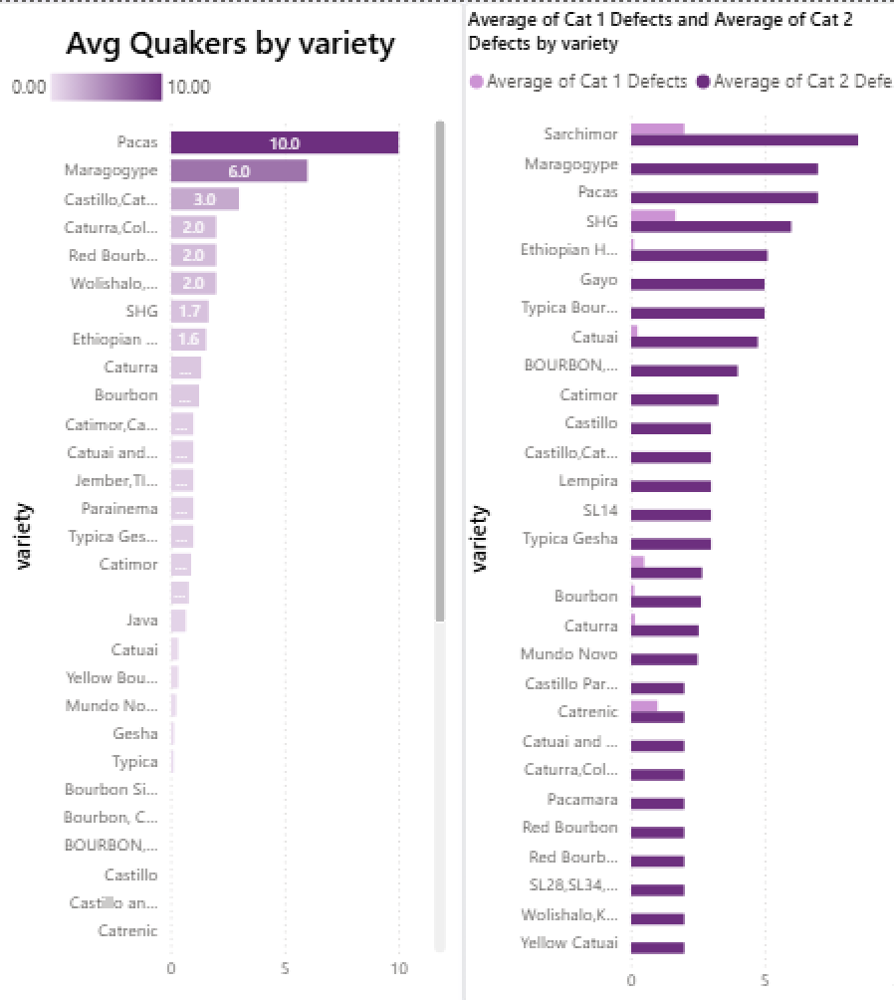 Avg Quakers by variety
0.00 10.00
Pacas 10.0
Maragogype 6.0
Castillo,Cat... 3.0
Caturra,Col... 2.0
Red Bourb... 2.0
Wolishalo,... 2.0
SHG 1.7
Ethiopian ... 1.6
Caturra ...
Bourbon ...
Catimor,Ca... ...
Catuai and... ...
Jember,TI... ...
Parainema ...
Typica Ges... ...
Catimor ...
...
Java
Catuai
Yellow Bou...
Mundo No...
Gesha
Typica
Bourbon Si...
Bourbon, C...
BOURBON,...
Castillo
Castillo an...
Catrenic
variety
0 5 10
Average of Cat 1 Defects and Average of Cat 2
Defects by variety
Average of Cat 1 Defects Average of Cat 2 Defe
Sarchimor
Maragogype
Pacas
SHG
Ethiopian H...
Gayo
Typica Bour...
Catuai
BOURBON,...
Catimor
Castillo
Castillo,Cat...
Lempira
SL14
Typica Gesha
Bourbon
Caturra
Mundo Novo
Castillo Par...
Catrenic
Catuai and ...
Caturra,Col...
Pacamara
Red Bourbon
Red Bourb...
SL28,SL34,...
Wolishalo,K...
Yellow Catuai
variety
0 5